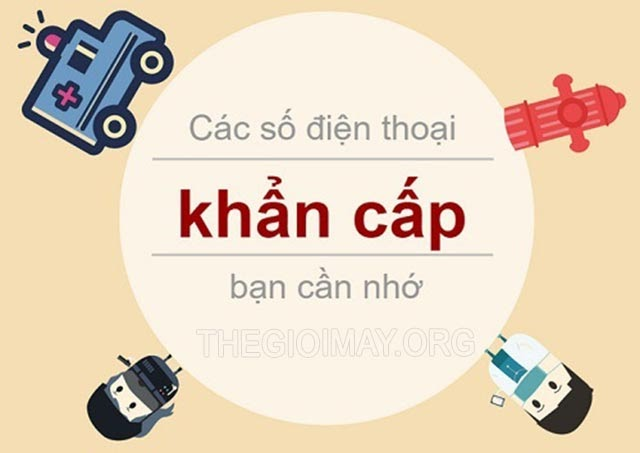 Các số điện thoại
khẩn cấp
bạn cần nhớ
THEGIOIMAY.ORG